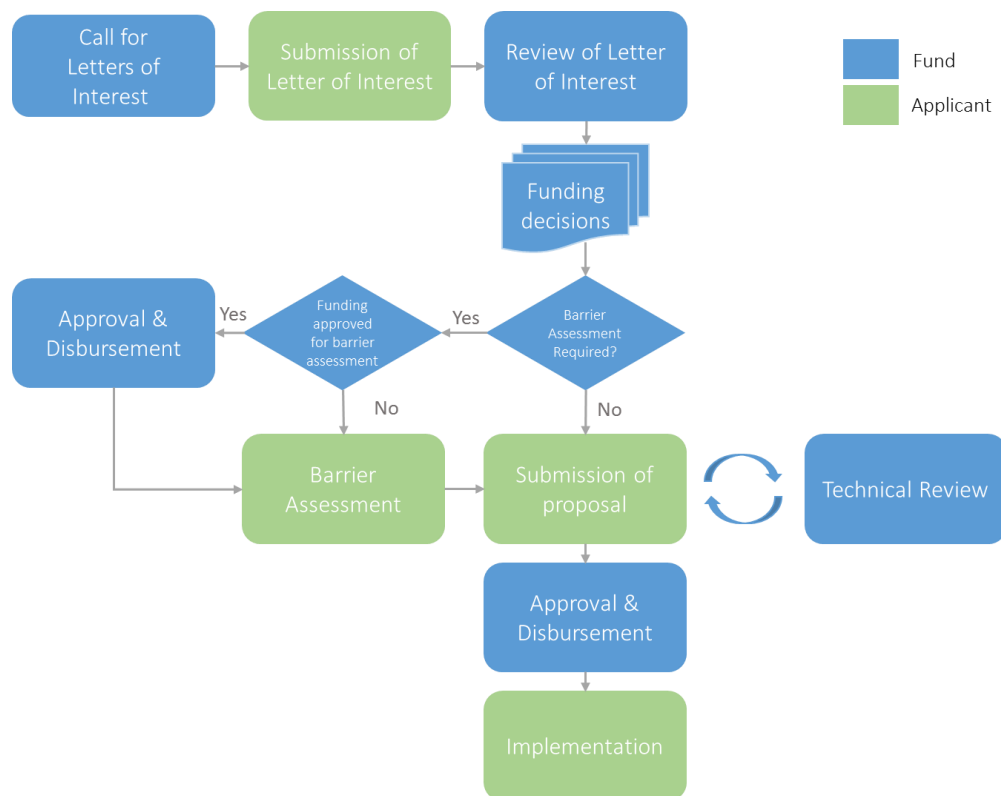 Call for
Letters of
Interest
Submission of
Letter of Interest
Review of Letter
of Interest
Fund
Applicant
Funding
decisions
Approval &
Disbursement
Yes
Funding
approved
for barrier
assessment
Yes
Barrier
Assessment
Required?
No
No
Barrier
Assessment
Submission of
proposal
Technical Review
Approval &
Disbursement
Implementation